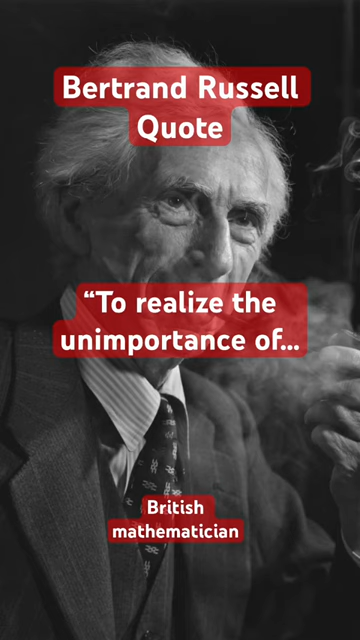 Bertrand Russell
Quote
“To realize the
unimportance of...
British
mathematician